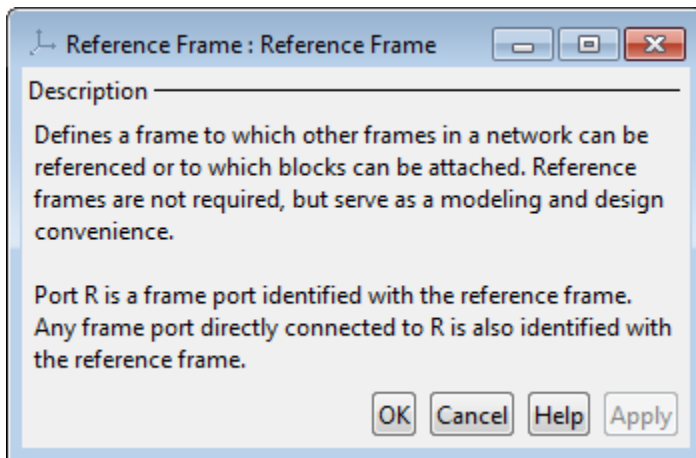 Reference Frame : Reference Frame
Description
Defines a frame to which other frames in a network can be
referenced or to which blocks can be attached. Reference
frames are not required, but serve as a modeling and design
convenience.
Port R is a frame port identified with the reference frame.
Any frame port directly connected to R is also identified with
the reference frame.
OK Cancel Help Apply